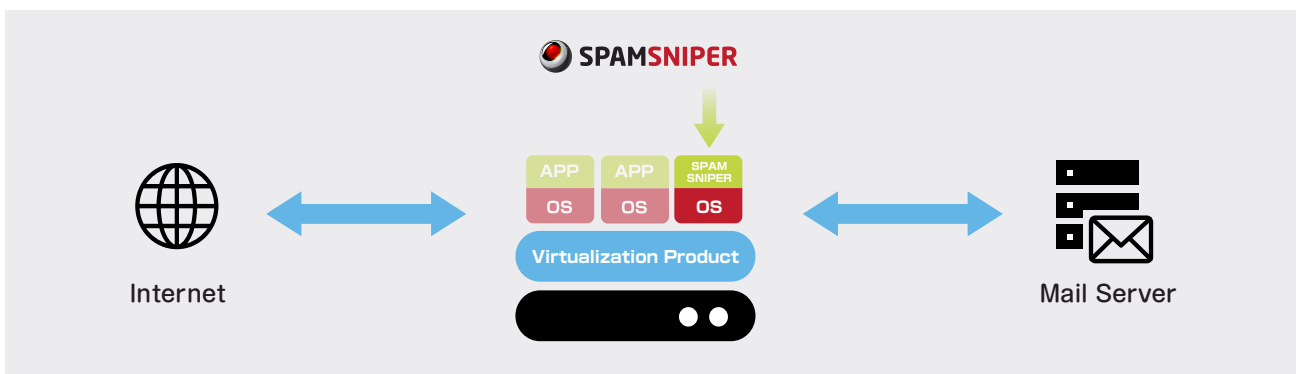 SPAMSNIPER
APP
APP
SPAM
SNIPER
OS
OS
OS
Virtualization Product
Internet
Mail Server